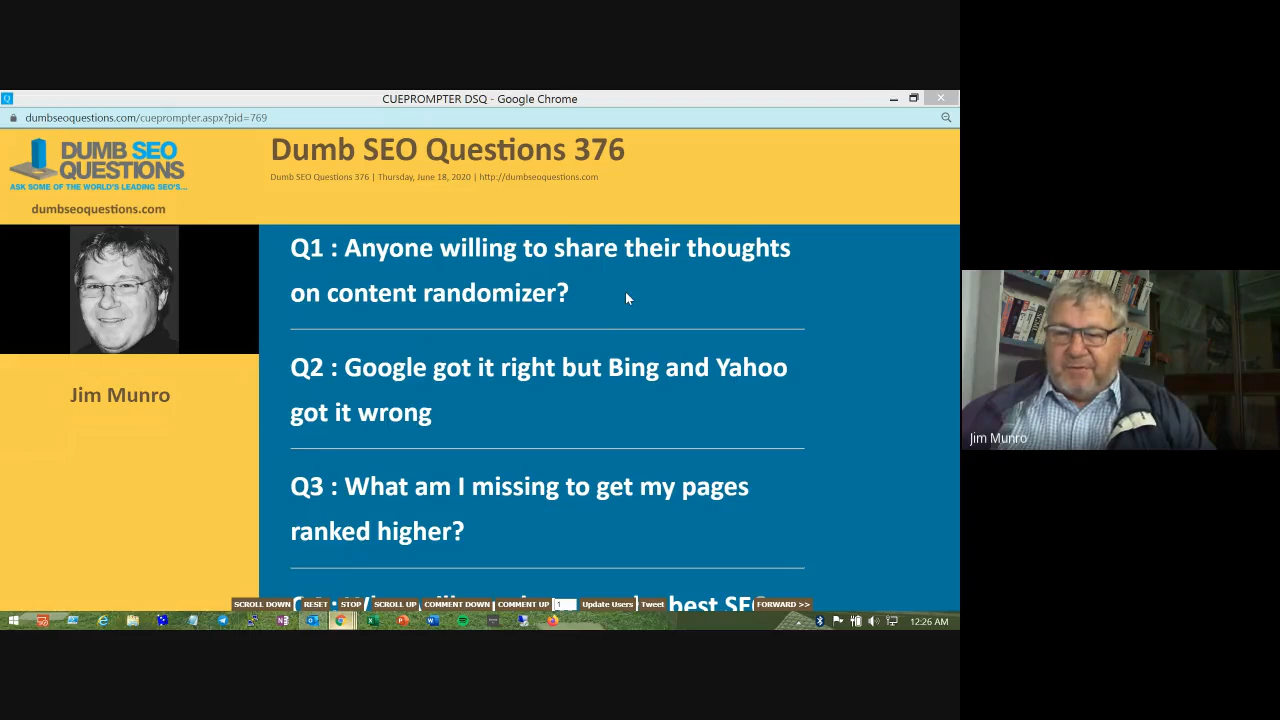 CUEPROMPTER DSQ - Google Chrome
dumbseoquestions.com/cueprompter.aspx?pid=769
DUMB SEO
QUESTIONS
ASK SOME OF THE WORLD'S LEADING SEO'S...
dumbseoquestions.com
Dumb SEO Questions 376
Dumb SEO Questions 376 | Thursday, June 18, 2020 | http://dumbseoquestions.com
Jim Munro
Q1 : Anyone willing to share their thoughts
on content randomizer?
Q2 : Google got it right but Bing and Yahoo
got it wrong
Q3 : What am I missing to get my pages
ranked higher?
best SEO
SCROLL DOWN RESET STOP SCROLL UP COMMENT DOWN COMMENT UP 1 Update Users Tweet FORWARD >>
12:26 AM
Jim Munro